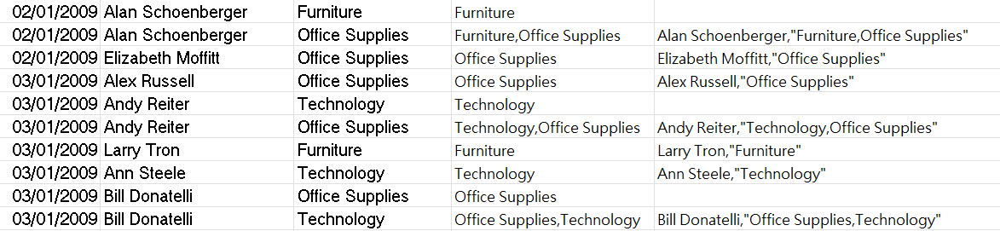 02/01/2009 Alan Schoenberger Furniture Furniture
02/01/2009 Alan Schoenberger Office Supplies Furniture,Office Supplies Alan Schoenberger,"Furniture,Office Supplies"
02/01/2009 Elizabeth Moffitt Office Supplies Office Supplies Elizabeth Moffitt,"Office Supplies"
03/01/2009 Alex Russell Office Supplies Office Supplies Alex Russell,"Office Supplies"
03/01/2009 Andy Reiter Technology Technology
03/01/2009 Andy Reiter Office Supplies Technology,Office Supplies Andy Reiter,"Technology,Office Supplies"
03/01/2009 Larry Tron Furniture Furniture Larry Tron,"Furniture"
03/01/2009 Ann Steele Technology Technology Ann Steele,"Technology"
03/01/2009 Bill Donatelli Office Supplies Office Supplies
03/01/2009 Bill Donatelli Technology Office Supplies,Technology Bill Donatelli,"Office Supplies,Technology"